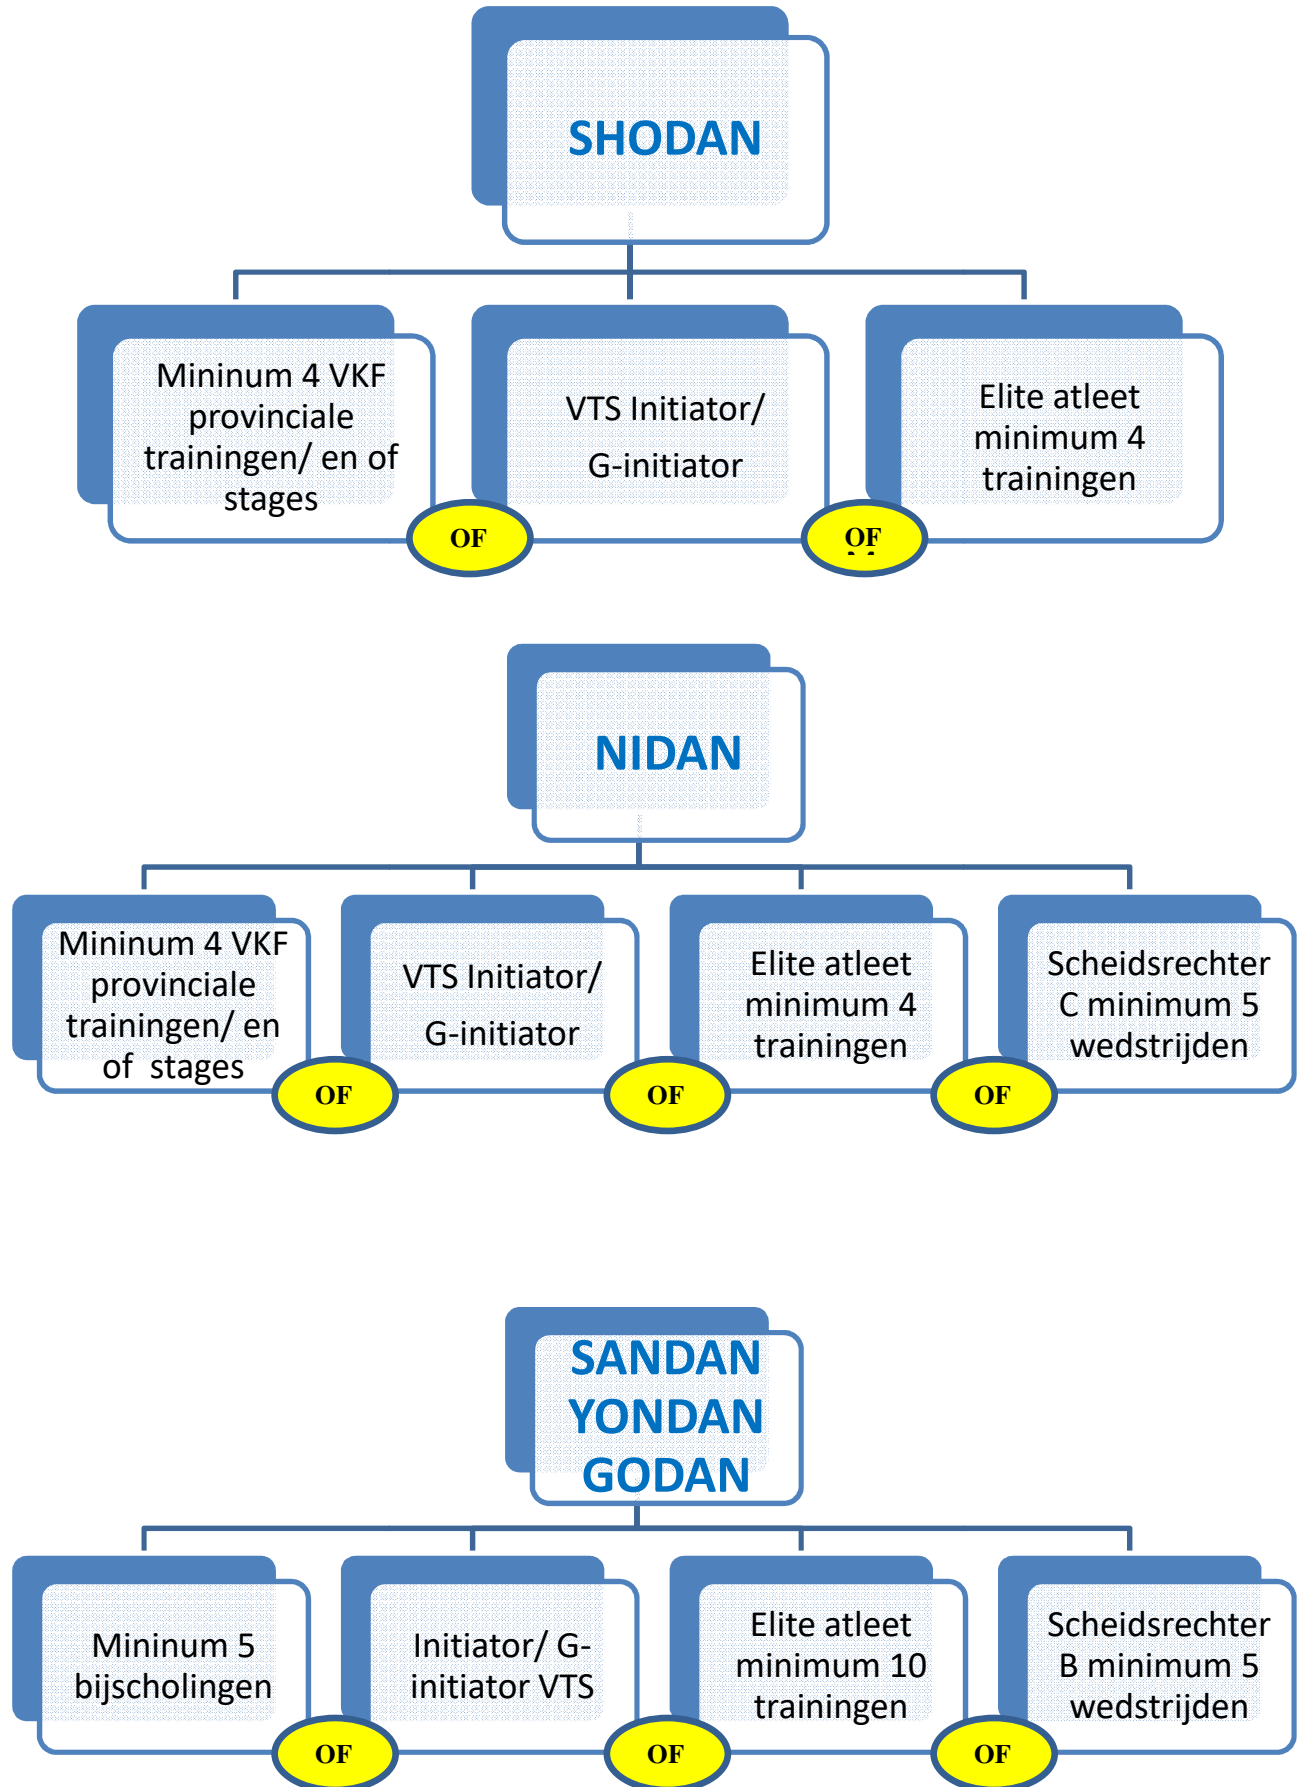 SHODAN
Mininum 4 VKF
provinciale
trainingen/ en of
stages
VTS Initiator/
G-initiator
Elite atleet
minimum 4
trainingen
OF
OF
NIDAN
Mininum 4 VKF
provinciale
trainingen/ en
of stages
VTS Initiator/
G-initiator
Elite atleet
minimum 4
trainingen
Scheidsrechter
C minimum 5
wedstrijden
OF
OF
OF
SANDAN
YONDAN
GODAN
Mininum 5
bijscholingen
Initiator/ G-
initiator VTS
Elite atleet
minimum 10
trainingen
Scheidsrechter
B minimum 5
wedstrijden
OF
OF
OF